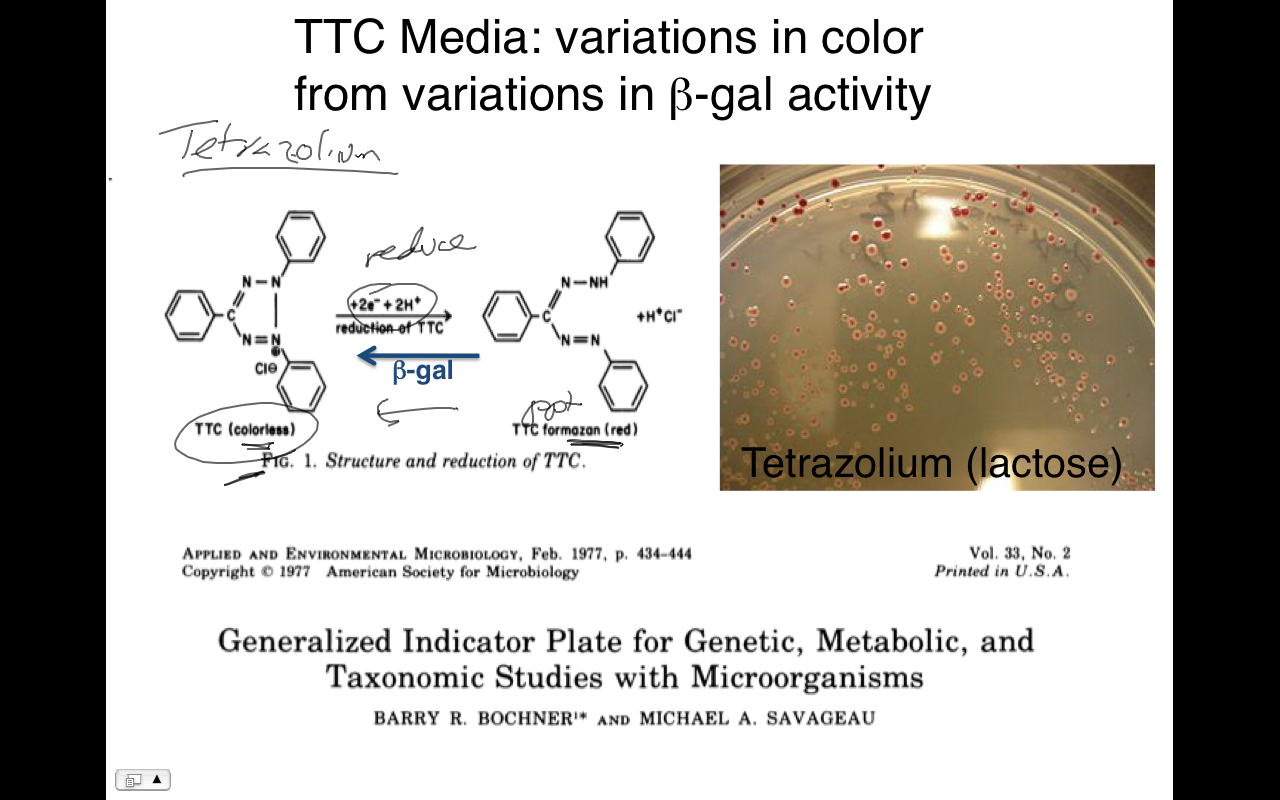 TTC Media: variations in color
from variations in β-gal activity
Tetrazolium
reduce
N—N
C
N=N
⊕
Cl⊖
+2e⁻ + 2H⁺
reduction of TTC
β-gal
N—NH
C
N=N
+H⁺Cl⁻
ppt
TTC (colorless)
TTC formazan (red)
FIG. 1. Structure and reduction of TTC.
Tetrazolium (lactose)
APPLIED AND ENVIRONMENTAL MICROBIOLOGY, Feb. 1977, p. 434-444
Copyright © 1977 American Society for Microbiology
Vol. 33, No. 2
Printed in U.S.A.
Generalized Indicator Plate for Genetic, Metabolic, and
Taxonomic Studies with Microorganisms
BARRY R. BOCHNER¹* AND MICHAEL A. SAVAGEAU